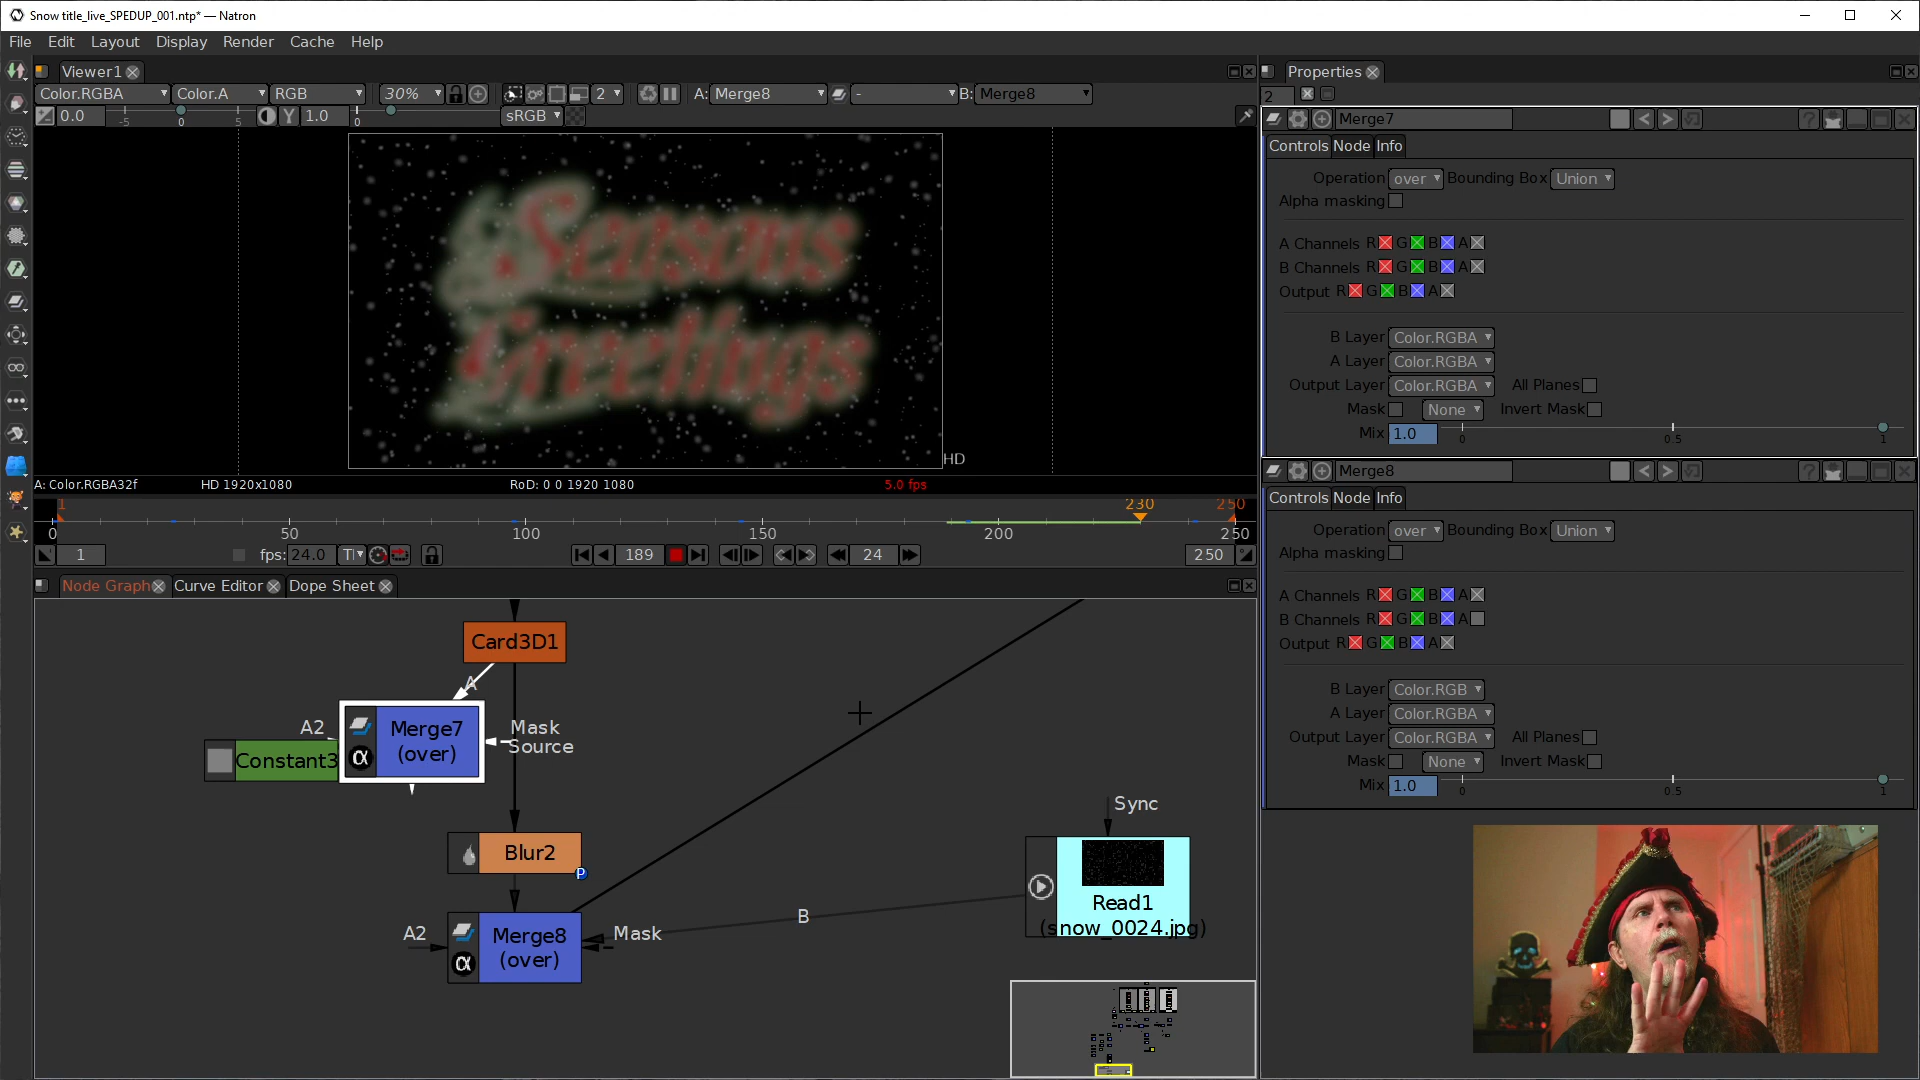 Snow title_live_SPEDUP_001.ntp* — Natron
File Edit Layout Display Render Cache Help
Viewer1
Color.RGBA Color.A RGB 30% 2 A: Merge8 - B: Merge8
0.0 -5 0 5 Y 1.0 0 sRGB
Seasons
Greetings
HD
A: Color.RGBA32f HD 1920x1080 RoD: 0 0 1920 1080 5.0 fps
1 230 250
0 50 100 150 200 250
1 fps: 24.0 189 24 250
Node Graph Curve Editor Dope Sheet
Card3D1
A
A2 Merge7 (over) Mask
Source
Constant3
Sync
Blur2
P
Read1
(snow_0024.jpg)
B
A2 Merge8 (over) Mask
Properties
2
Merge7
Controls Node Info
Operation over Bounding Box Union
Alpha masking
A Channels R G B A
B Channels R G B A
Output R G B A
B Layer Color.RGBA
A Layer Color.RGBA
Output Layer Color.RGBA All Planes
Mask None Invert Mask
Mix 1.0 0 0.5 1
Merge8
Controls Node Info
Operation over Bounding Box Union
Alpha masking
A Channels R G B A
B Channels R G B A
Output R G B A
B Layer Color.RGB
A Layer Color.RGBA
Output Layer Color.RGBA All Planes
Mask None Invert Mask
Mix 1.0 0 0.5 1